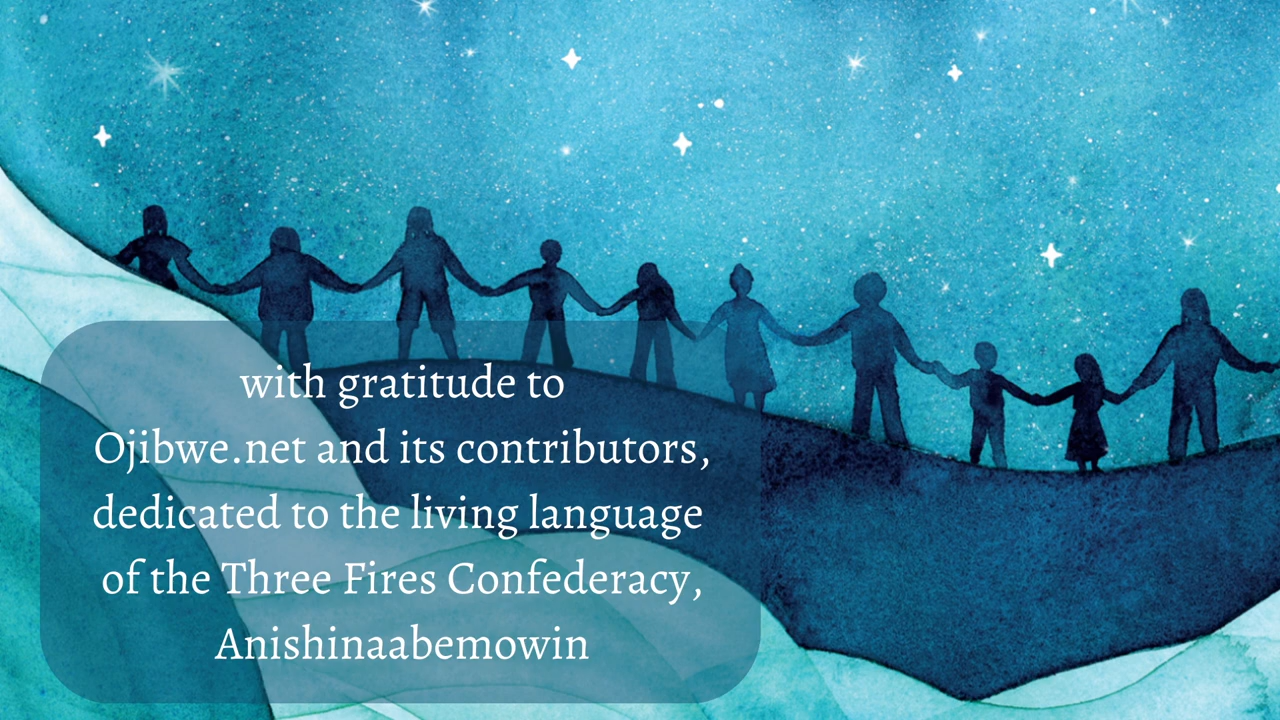 with gratitude to
Ojibwe.net and its contributors,
dedicated to the living language
of the Three Fires Confederacy,
Anishinaabemowin